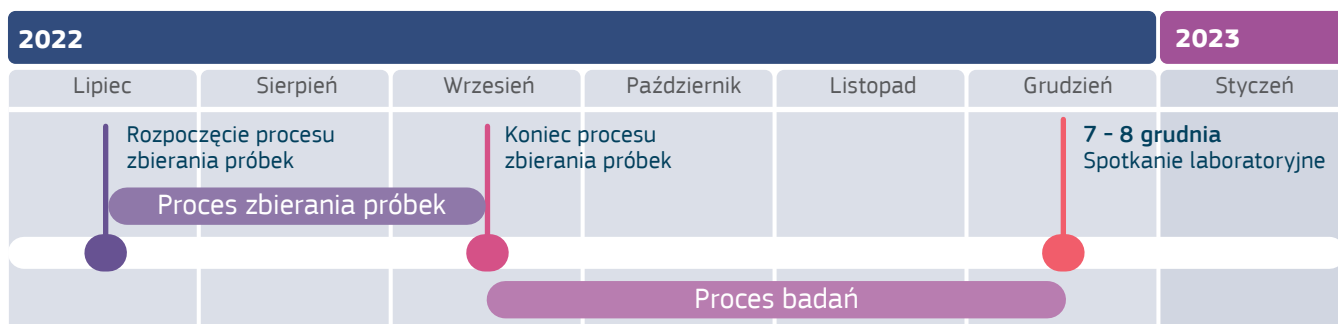 2022
2023
Lipiec
Sierpień
Wrzesień
Październik
Listopad
Grudzień
Styczeń
Rozpoczęcie procesu
zbierania próbek
Koniec procesu
zbierania próbek
7 - 8 grudnia
Spotkanie laboratoryjne
Proces zbierania próbek
Proces badań